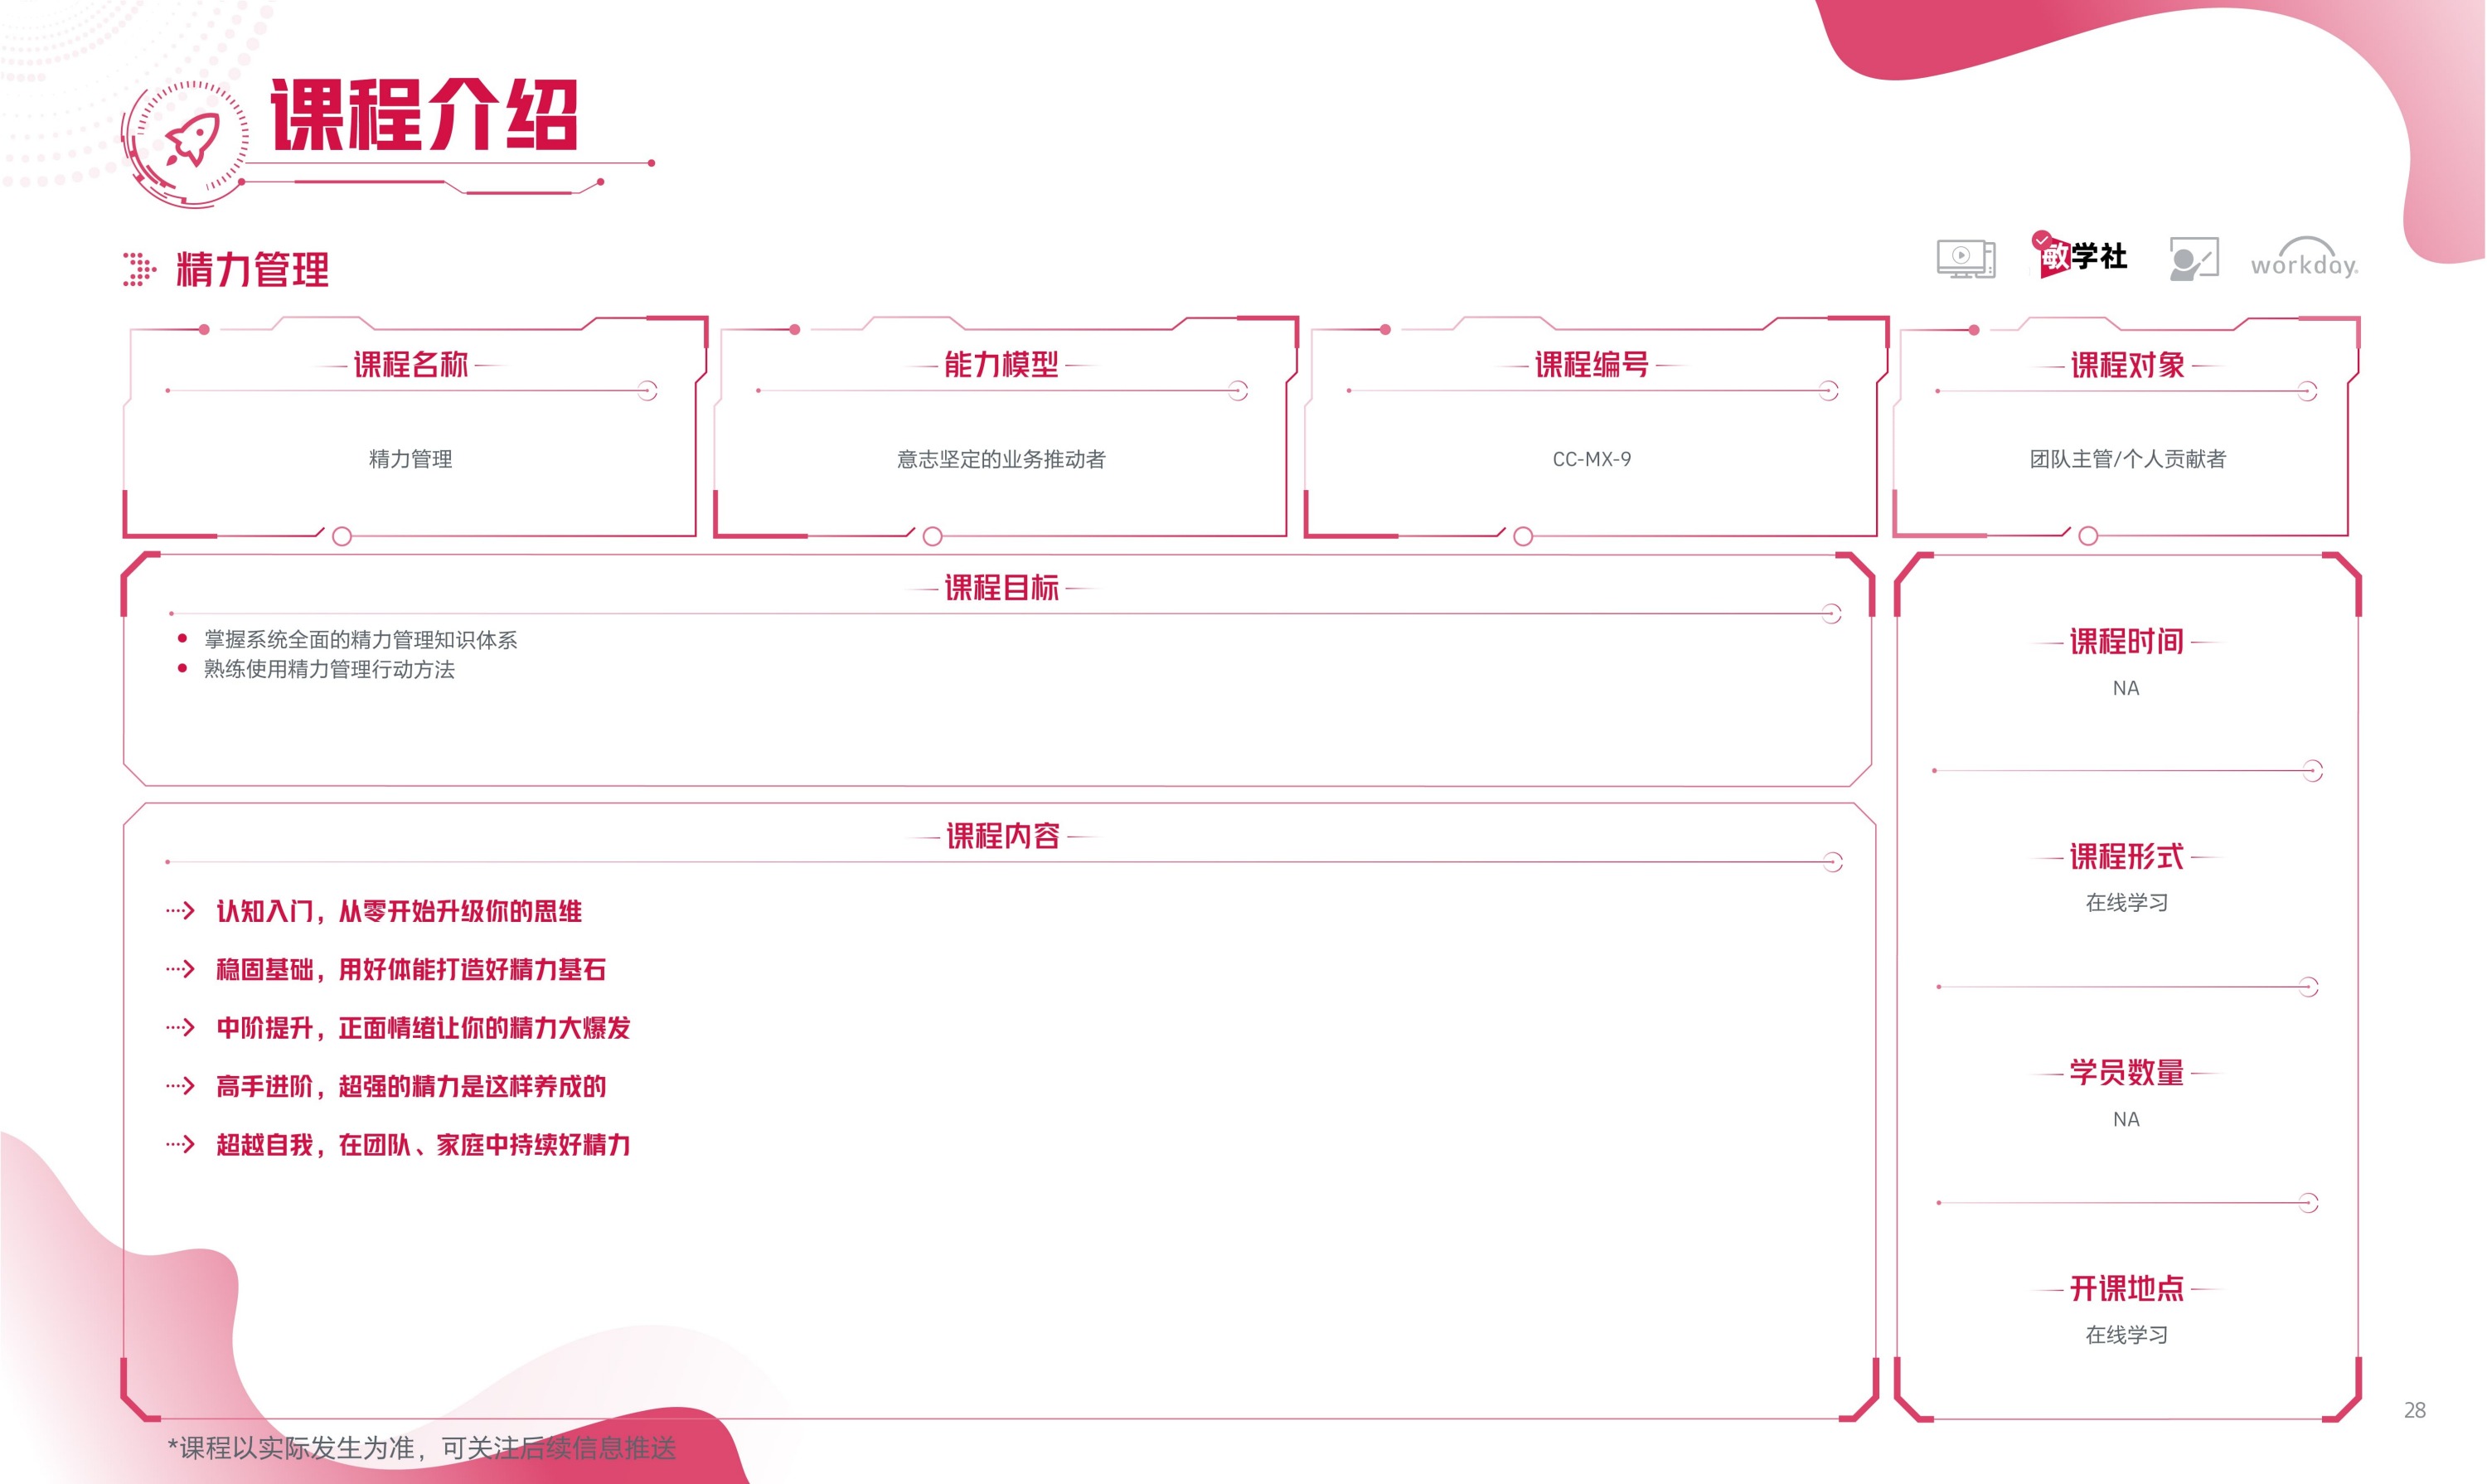 课程介绍
精力管理
敏学社
workday.
课程名称
精力管理
能力模型
意志坚定的业务推动者
课程编号
CC-MX-9
课程对象
团队主管/个人贡献者
课程目标
掌握系统全面的精力管理知识体系
熟练使用精力管理行动方法
课程内容
认知入门，从零开始升级你的思维
稳固基础，用好体能打造好精力基石
中阶提升，正面情绪让你的精力大爆发
高手进阶，超强的精力是这样养成的
超越自我，在团队、家庭中持续好精力
课程时间
NA
课程形式
在线学习
学员数量
NA
开课地点
在线学习
*课程以实际发生为准，可关注后续信息推送
28